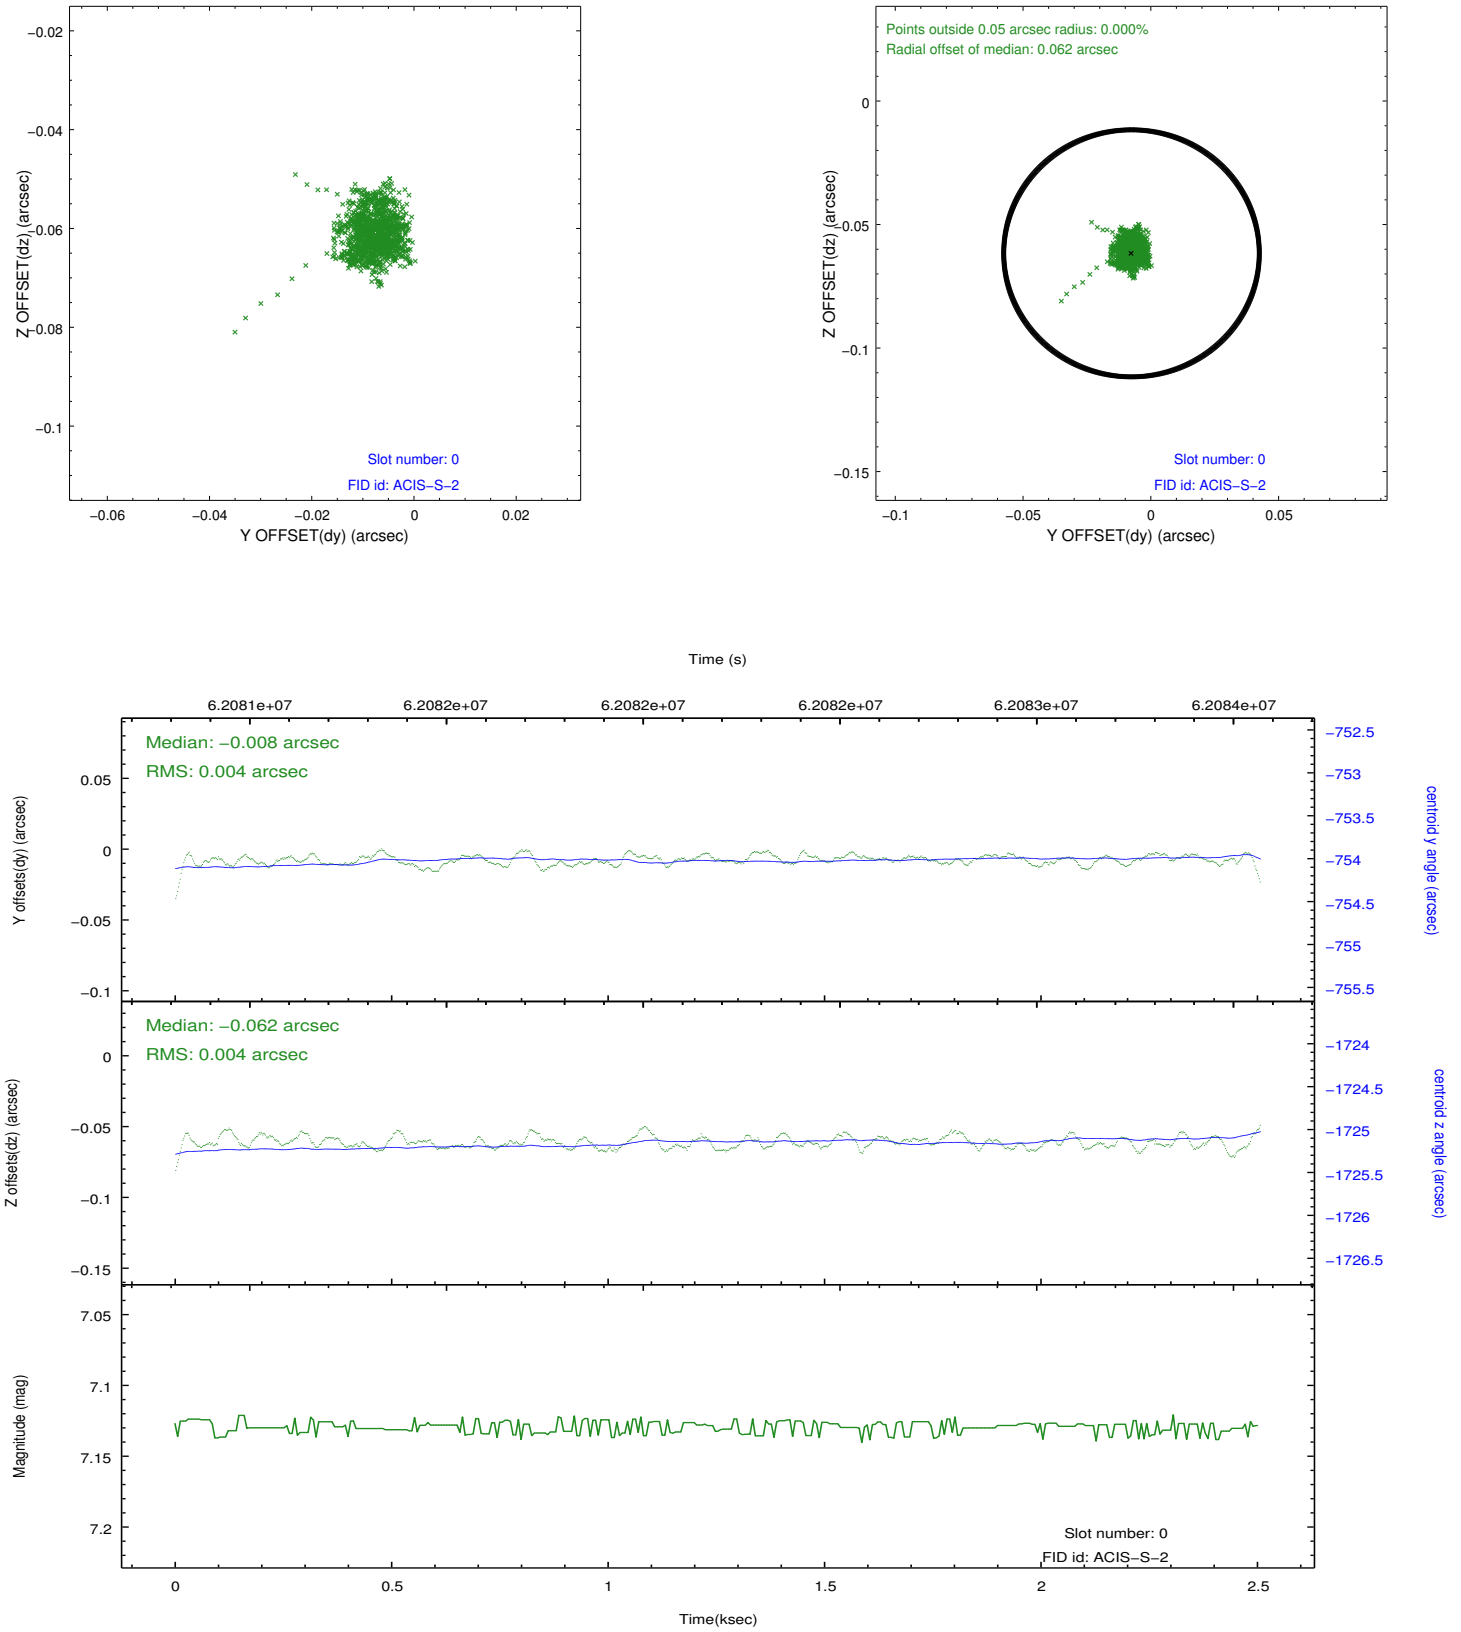 −0.02
−0.04
−0.06
−0.08
−0.1
Z OFFSET(dz) (arcsec)
Slot number: 0
FID id: ACIS−S−2
−0.06 −0.04 −0.02 0 0.02
Y OFFSET(dy) (arcsec)
Points outside 0.05 arcsec radius: 0.000%
Radial offset of median: 0.062 arcsec
0
−0.05
−0.1
−0.15
Z OFFSET(dz) (arcsec)
Slot number: 0
FID id: ACIS−S−2
−0.1 −0.05 0 0.05
Y OFFSET(dy) (arcsec)
Time (s)
6.2081e+07 6.2082e+07 6.2082e+07 6.2082e+07 6.2083e+07 6.2084e+07
Median: −0.008 arcsec
RMS: 0.004 arcsec
0.05
0
−0.05
−0.1
Y offsets(dy) (arcsec)
−752.5
−753
−753.5
−754
−754.5
−755
−755.5
centroid y angle (arcsec)
Median: −0.062 arcsec
RMS: 0.004 arcsec
0
−0.05
−0.1
−0.15
Z offsets(dz) (arcsec)
−1724
−1724.5
−1725
−1725.5
−1726
−1726.5
centroid z angle (arcsec)
7.05
7.1
7.15
7.2
Magnitude (mag)
Slot number: 0
FID id: ACIS−S−2
0 0.5 1 1.5 2 2.5
Time(ksec)